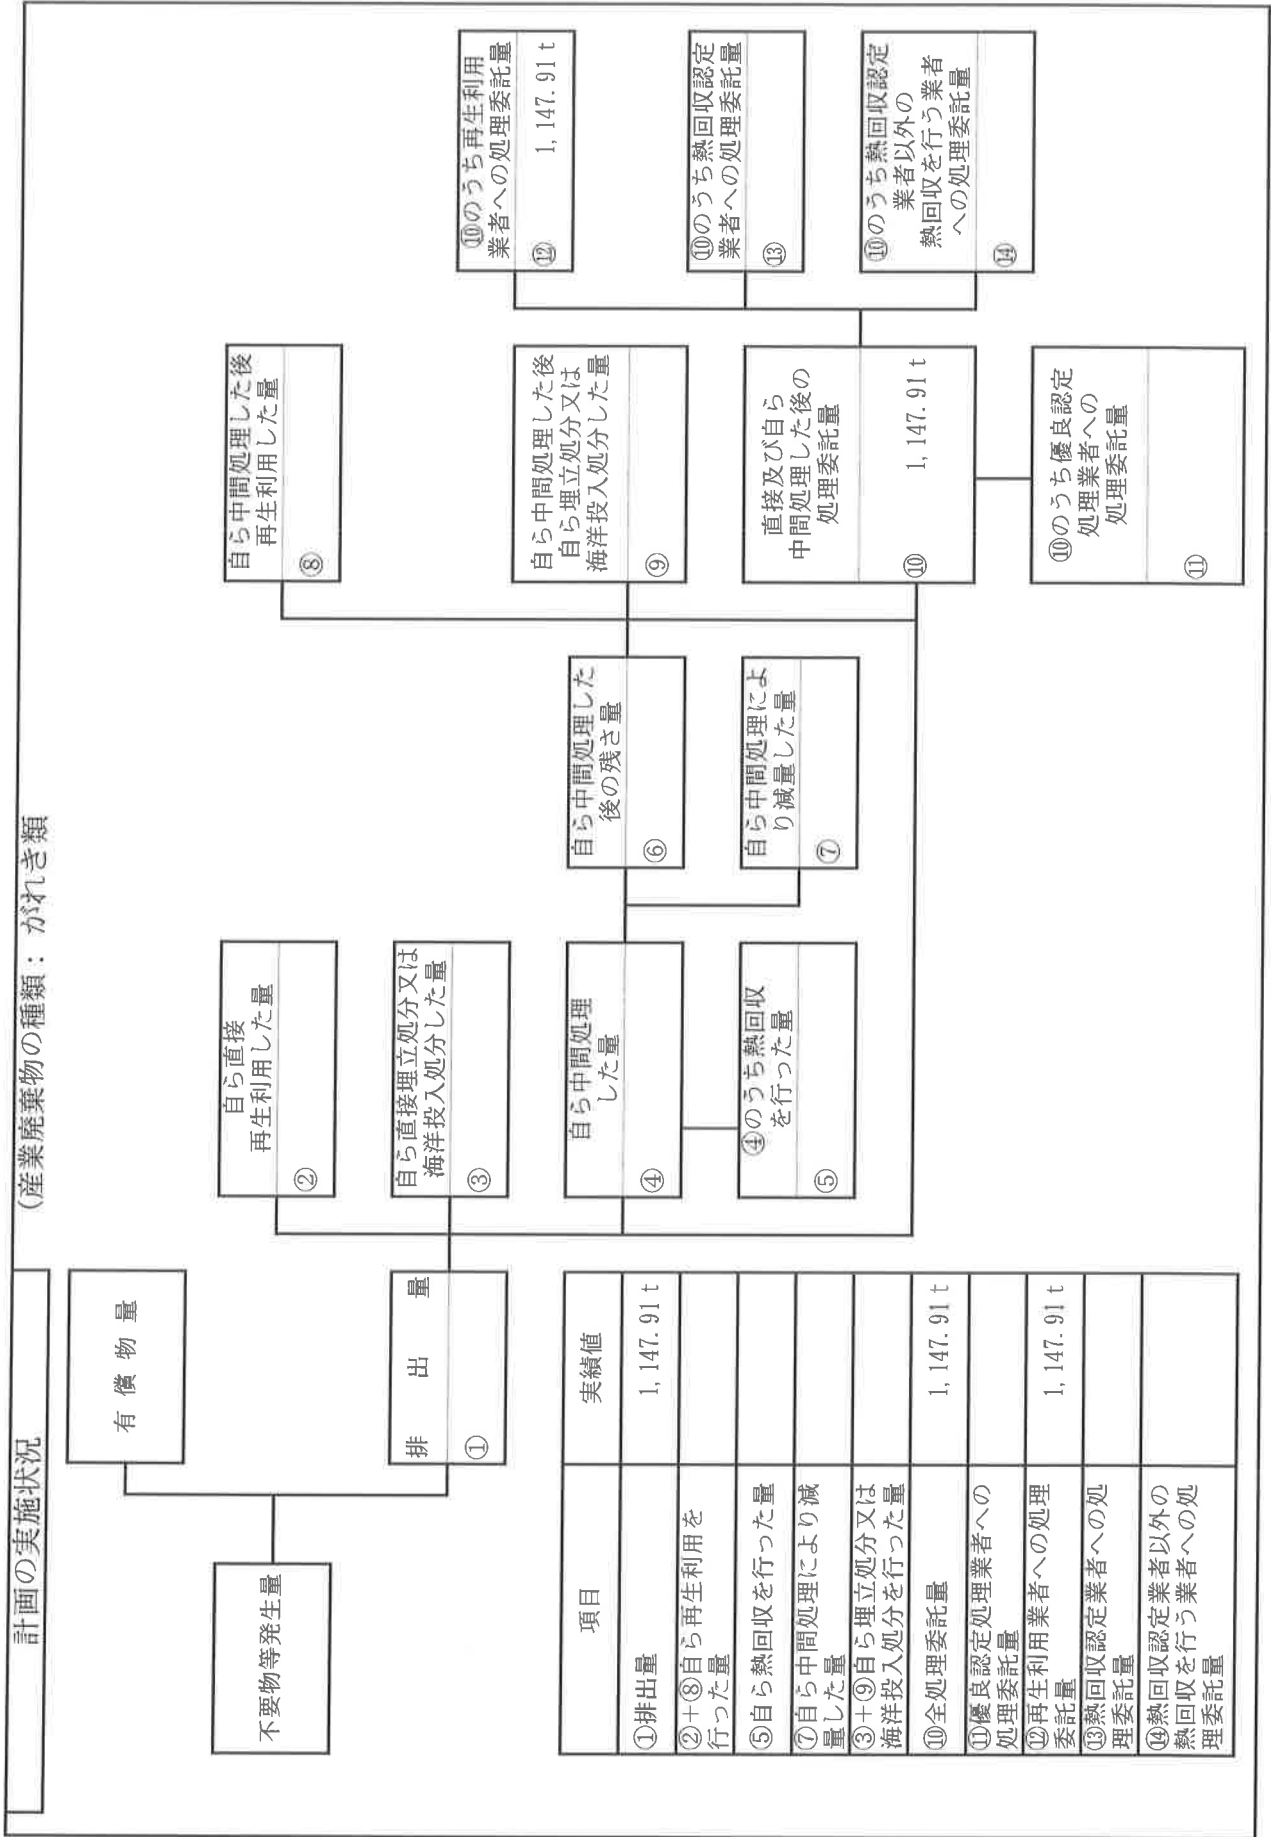 計画の実施状況
(産業廃棄物の種類： がれき類
不要物等発生量
有 償 物 量
排 出 量
①
自ら直接
再生利用した量
②
自ら直接埋立処分又は
海洋投入処分した量
③
自ら中間処理
した量
④
④のうち熱回収
を行った量
⑤
自ら中間処理した
後の残さ量
⑥
自ら中間処理によ
り減量した量
⑦
自ら中間処理した後
再生利用した量
⑧
自ら中間処理した後
自ら埋立処分又は
海洋投入処分した量
⑨
直接及び自ら
中間処理した後の
処理委託量
⑩ 1,147.91ｔ
⑩のうち優良認定
処理業者への
処理委託量
⑪
⑩のうち再生利用
業者への処理委託量
⑫ 1,147.91ｔ
⑩のうち熱回収認定
業者への処理委託量
⑬
⑩のうち熱回収認定
業者以外の
熱回収を行う業者
への処理委託量
⑭
項目 実績値
①排出量 1,147.91ｔ
②＋⑧自ら再生利用を
行った量
⑤自ら熱回収を行った量
⑦自ら中間処理により減
量した量
③＋⑨自ら埋立処分又は
海洋投入処分を行った量
⑩全処理委託量 1,147.91ｔ
⑪優良認定処理業者への
処理委託量
⑫再生利用業者への処理
委託量 1,147.91ｔ
⑬熱回収認定業者への処
理委託量
⑭熱回収認定業者以外の
熱回収を行う業者への処
理委託量